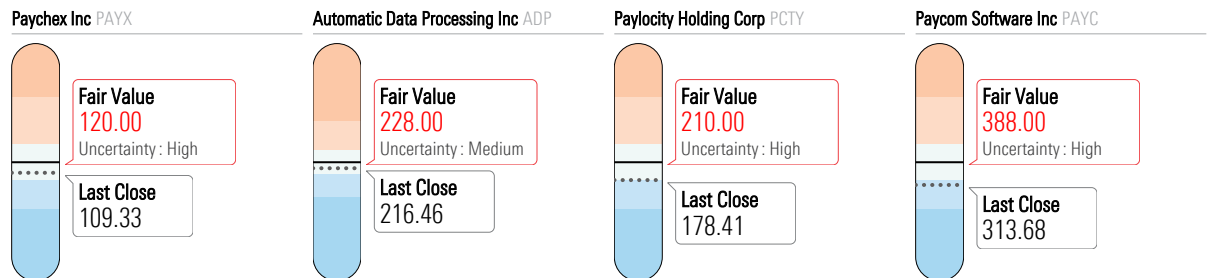 Paychex Inc PAYX
Fair Value
120.00
Uncertainty : High
Last Close
109.33
Automatic Data Processing Inc ADP
Fair Value
228.00
Uncertainty : Medium
Last Close
216.46
Paylocity Holding Corp PCTY
Fair Value
210.00
Uncertainty : High
Last Close
178.41
Paycom Software Inc PAYC
Fair Value
388.00
Uncertainty : High
Last Close
313.68